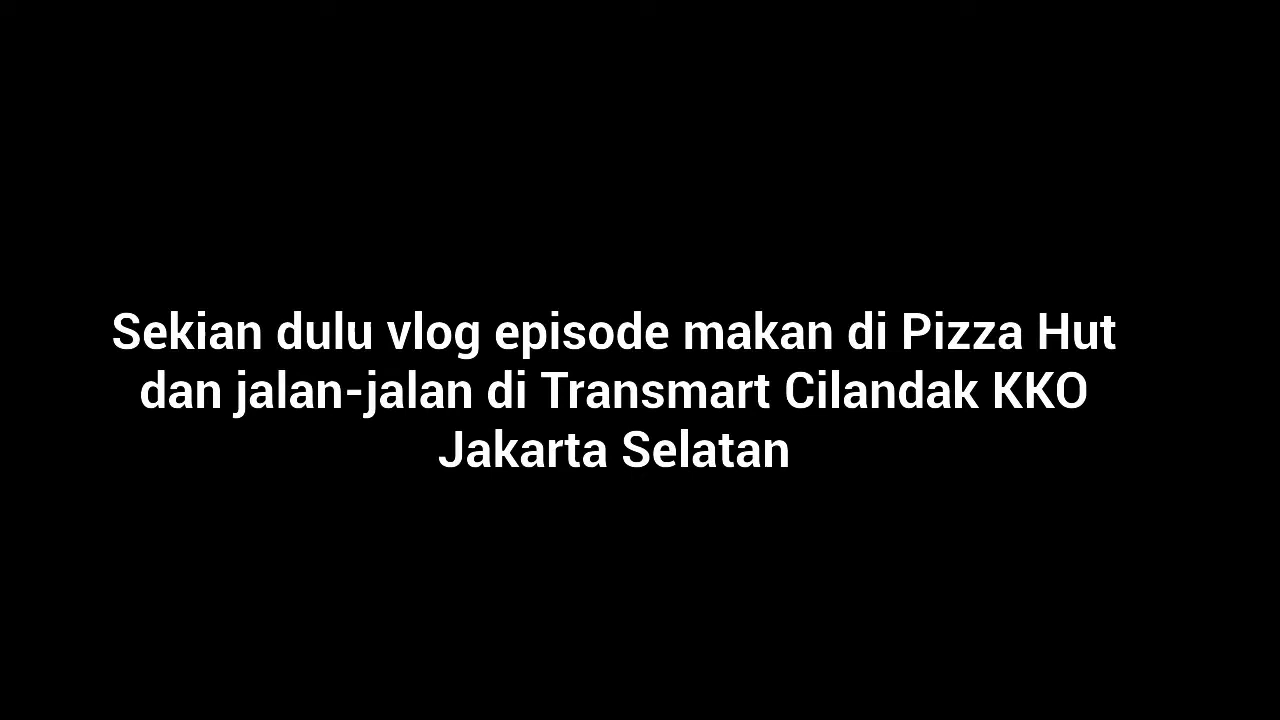 Sekian dulu vlog episode makan di Pizza Hut
dan jalan-jalan di Transmart Cilandak KKO
Jakarta Selatan